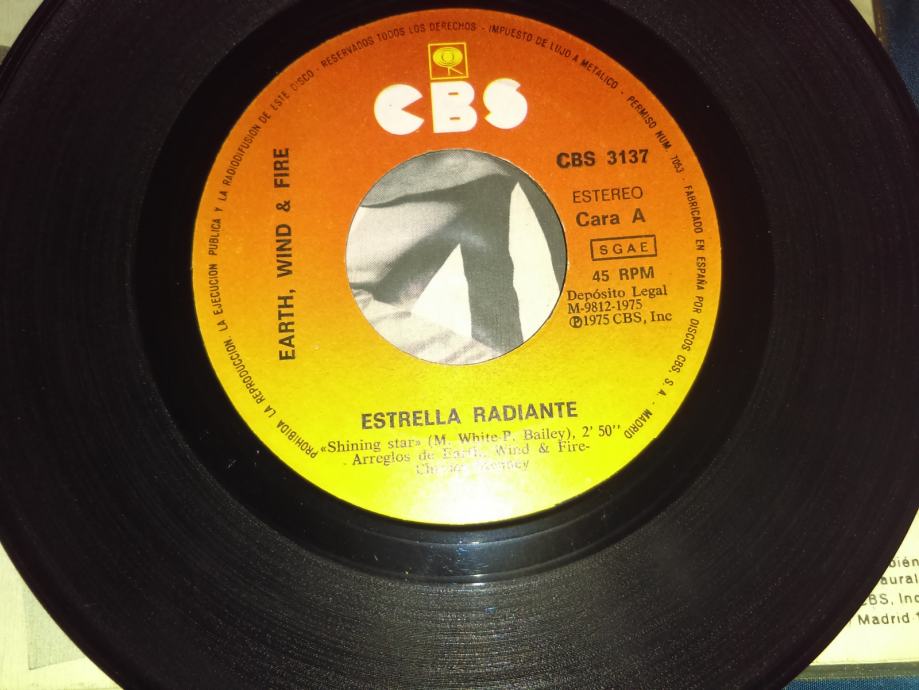 PROHIBIDA LA REPRODUCCION, LA EJECUCION PUBLICA Y LA RADIODIFUSION DE ESTE DISCO - RESERVADOS TODOS LOS DERECHOS - IMPUESTO DE LUJO A METALICO - PERMISO NUM. 7053 - FABRICADO EN ESPAÑA POR DISCOS CBS, S. A. - MADRID
CBS
EARTH, WIND & FIRE
CBS 3137
ESTEREO
Cara A
SGAE
45 RPM
Depósito Legal
M-9812-1975
℗1975 CBS, Inc
ESTRELLA RADIANTE
«Shining star» (M. White-P. Bailey), 2' 50''
Arreglos de Earth, Wind & Fire-
bién
aural
CBS, Inc
Madrid